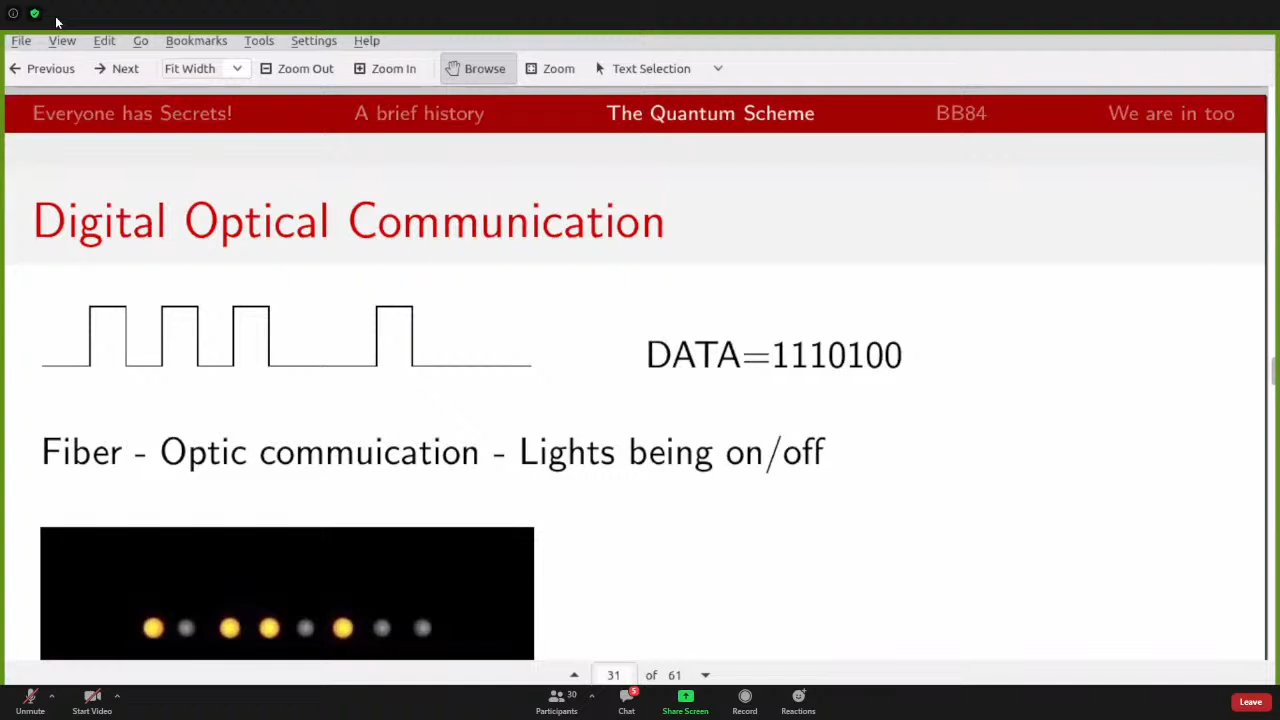 File View Edit Go Bookmarks Tools Settings Help
Previous Next Fit Width Zoom Out Zoom In Browse Zoom Text Selection
Everyone has Secrets! A brief history The Quantum Scheme BB84 We are in too
Digital Optical Communication
DATA=1110100
Fiber - Optic commuication - Lights being on/off
31 of 61
Unmute Start Video Participants 30 Chat 5 Share Screen Record Reactions Leave